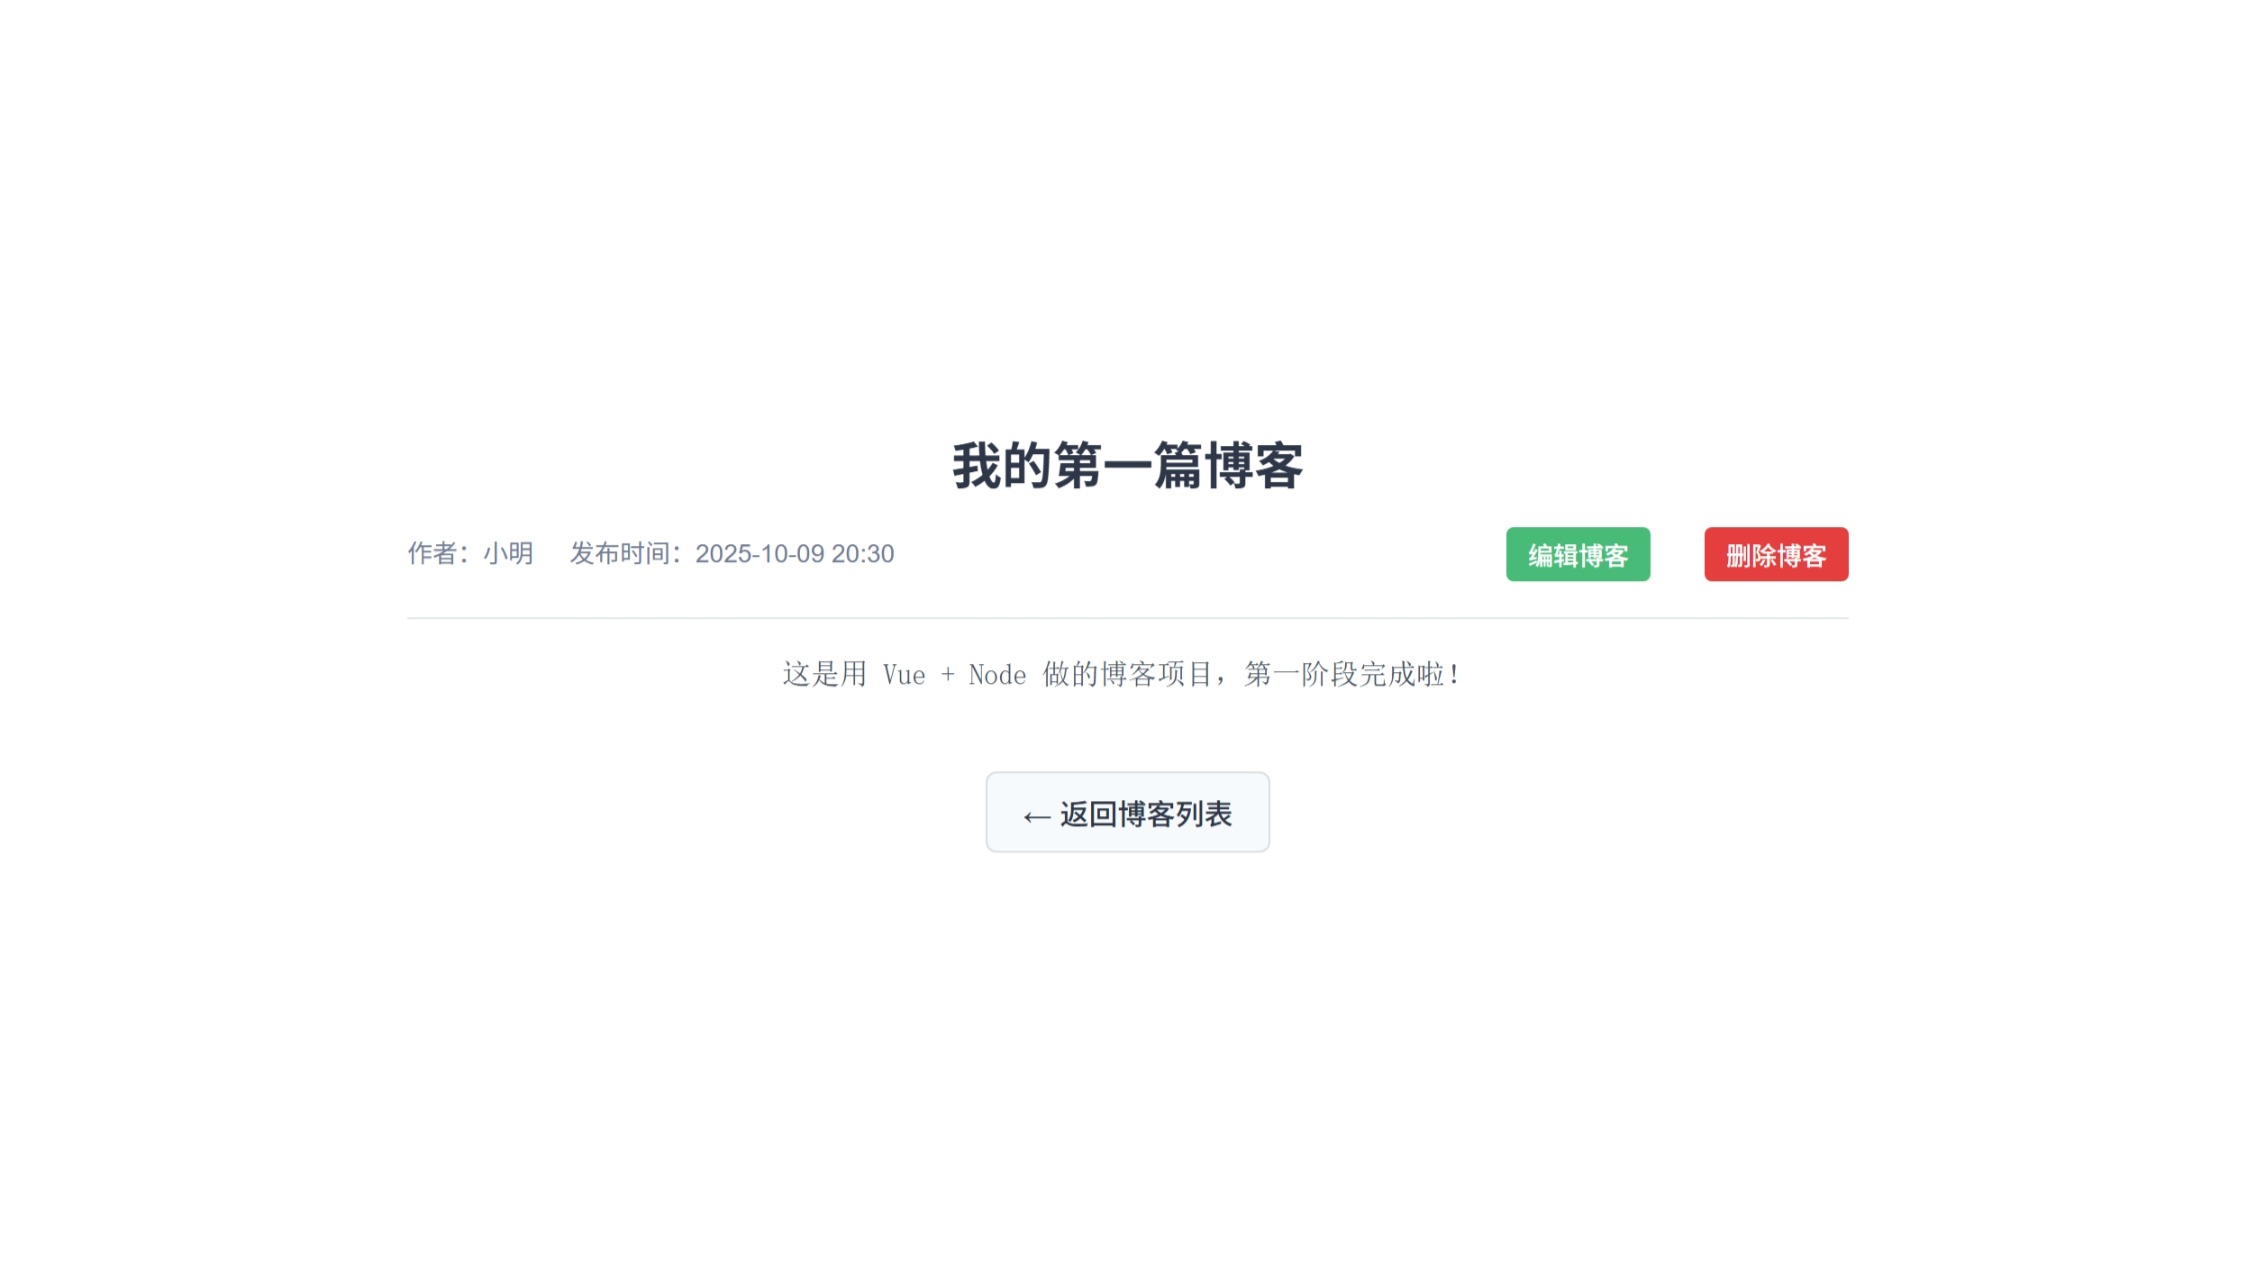 我的第一篇博客
作者：小明 发布时间：2025-10-09 20:30 编辑博客 删除博客
这是用 Vue + Node 做的博客项目，第一阶段完成啦！
← 返回博客列表